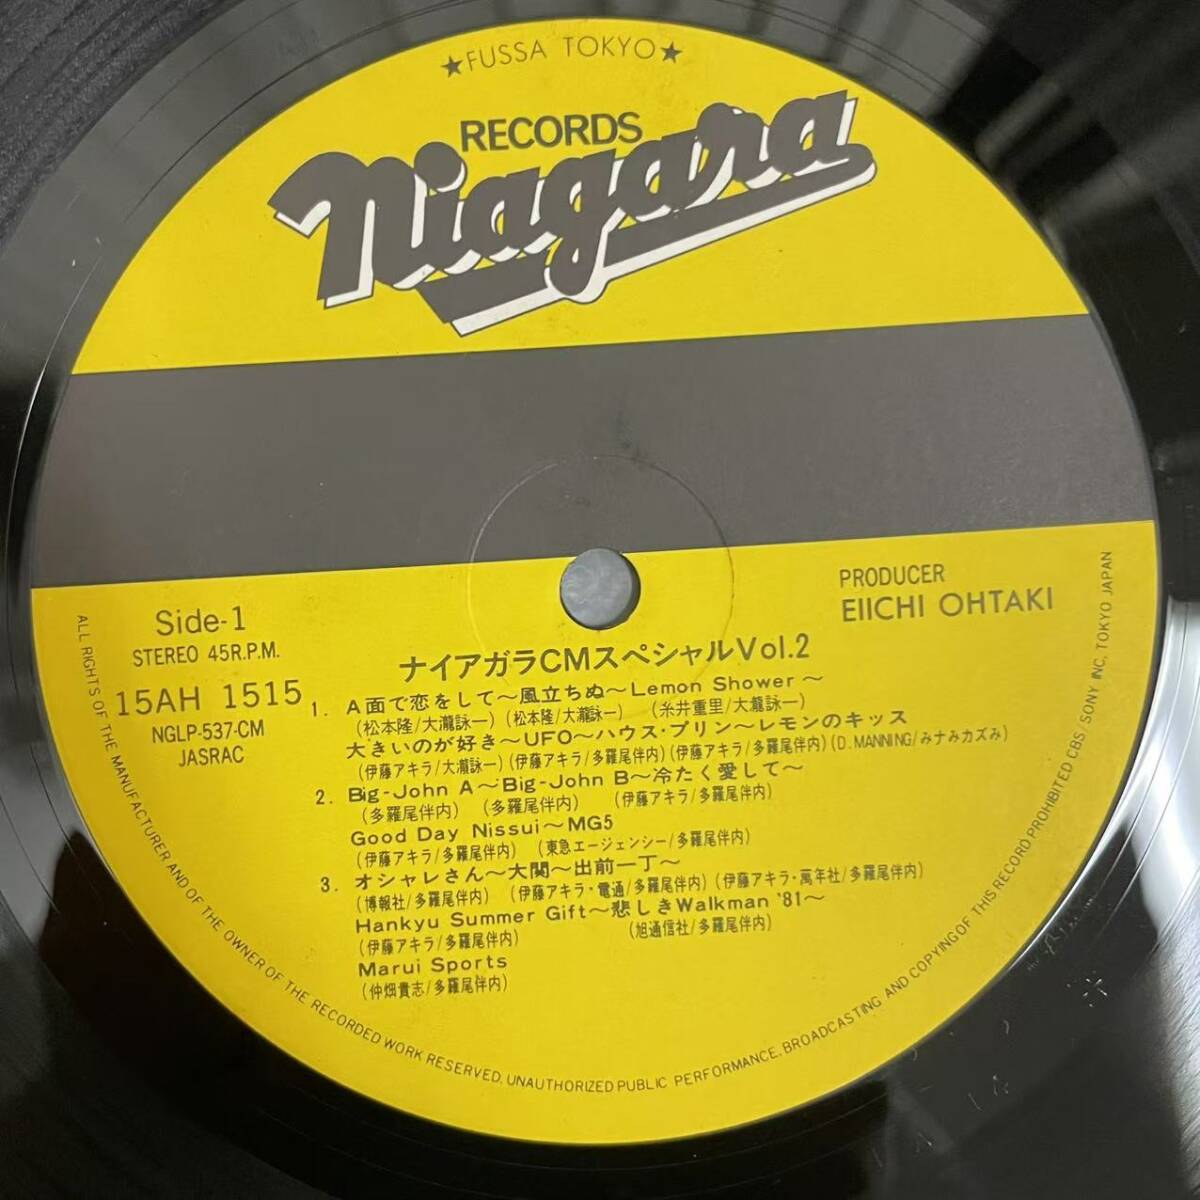 ★FUSSA TOKYO★
RECORDS
Niagara
PRODUCER
EIICHI OHTAKI
Side-1
STEREO 45R.P.M.
15AH 1515
NGLP-537-CM
JASRAC
ナイアガラCMスペシャルVol.2
1. A面で恋をして～風立ちぬ～Lemon Shower～
(松本隆/大瀧詠一) (松本隆/大瀧詠一) (糸井重里/大瀧詠一)
大きいのが好き～UFO～ハウス・プリン～レモンのキッス
(伊藤アキラ/大瀧詠一) (伊藤アキラ/多羅尾伴内) (伊藤アキラ/多羅尾伴内) (D. MANNING/みナみカズみ)
2. Big-John A～Big-John B～冷たく愛して～
(多羅尾伴内) (多羅尾伴内) (伊藤アキラ/多羅尾伴内)
Good Day Nissui～MG5
(伊藤アキラ/多羅尾伴内) (東急エージェンシー/多羅尾伴内)
3. オシャレさん～大関～出前一丁～
(博報社/多羅尾伴内) (伊藤アキラ・電通/多羅尾伴内) (伊藤アキラ・萬年社/多羅尾伴内)
Hankyu Summer Gift～悲しきWalkman '81～
(伊藤アキラ/多羅尾伴内) (旭通信社/多羅尾伴内)
Marui Sports
(仲畑貴志/多羅尾伴内)
ALL RIGHTS OF THE MANUFACTURER AND OF THE OWNER OF THE RECORDED WORK RESERVED. UNAUTHORIZED PUBLIC PERFORMANCE, BROADCASTING AND COPYING OF THIS RECORD PROHIBITED CBS/SONY INC. TOKYO JAPAN